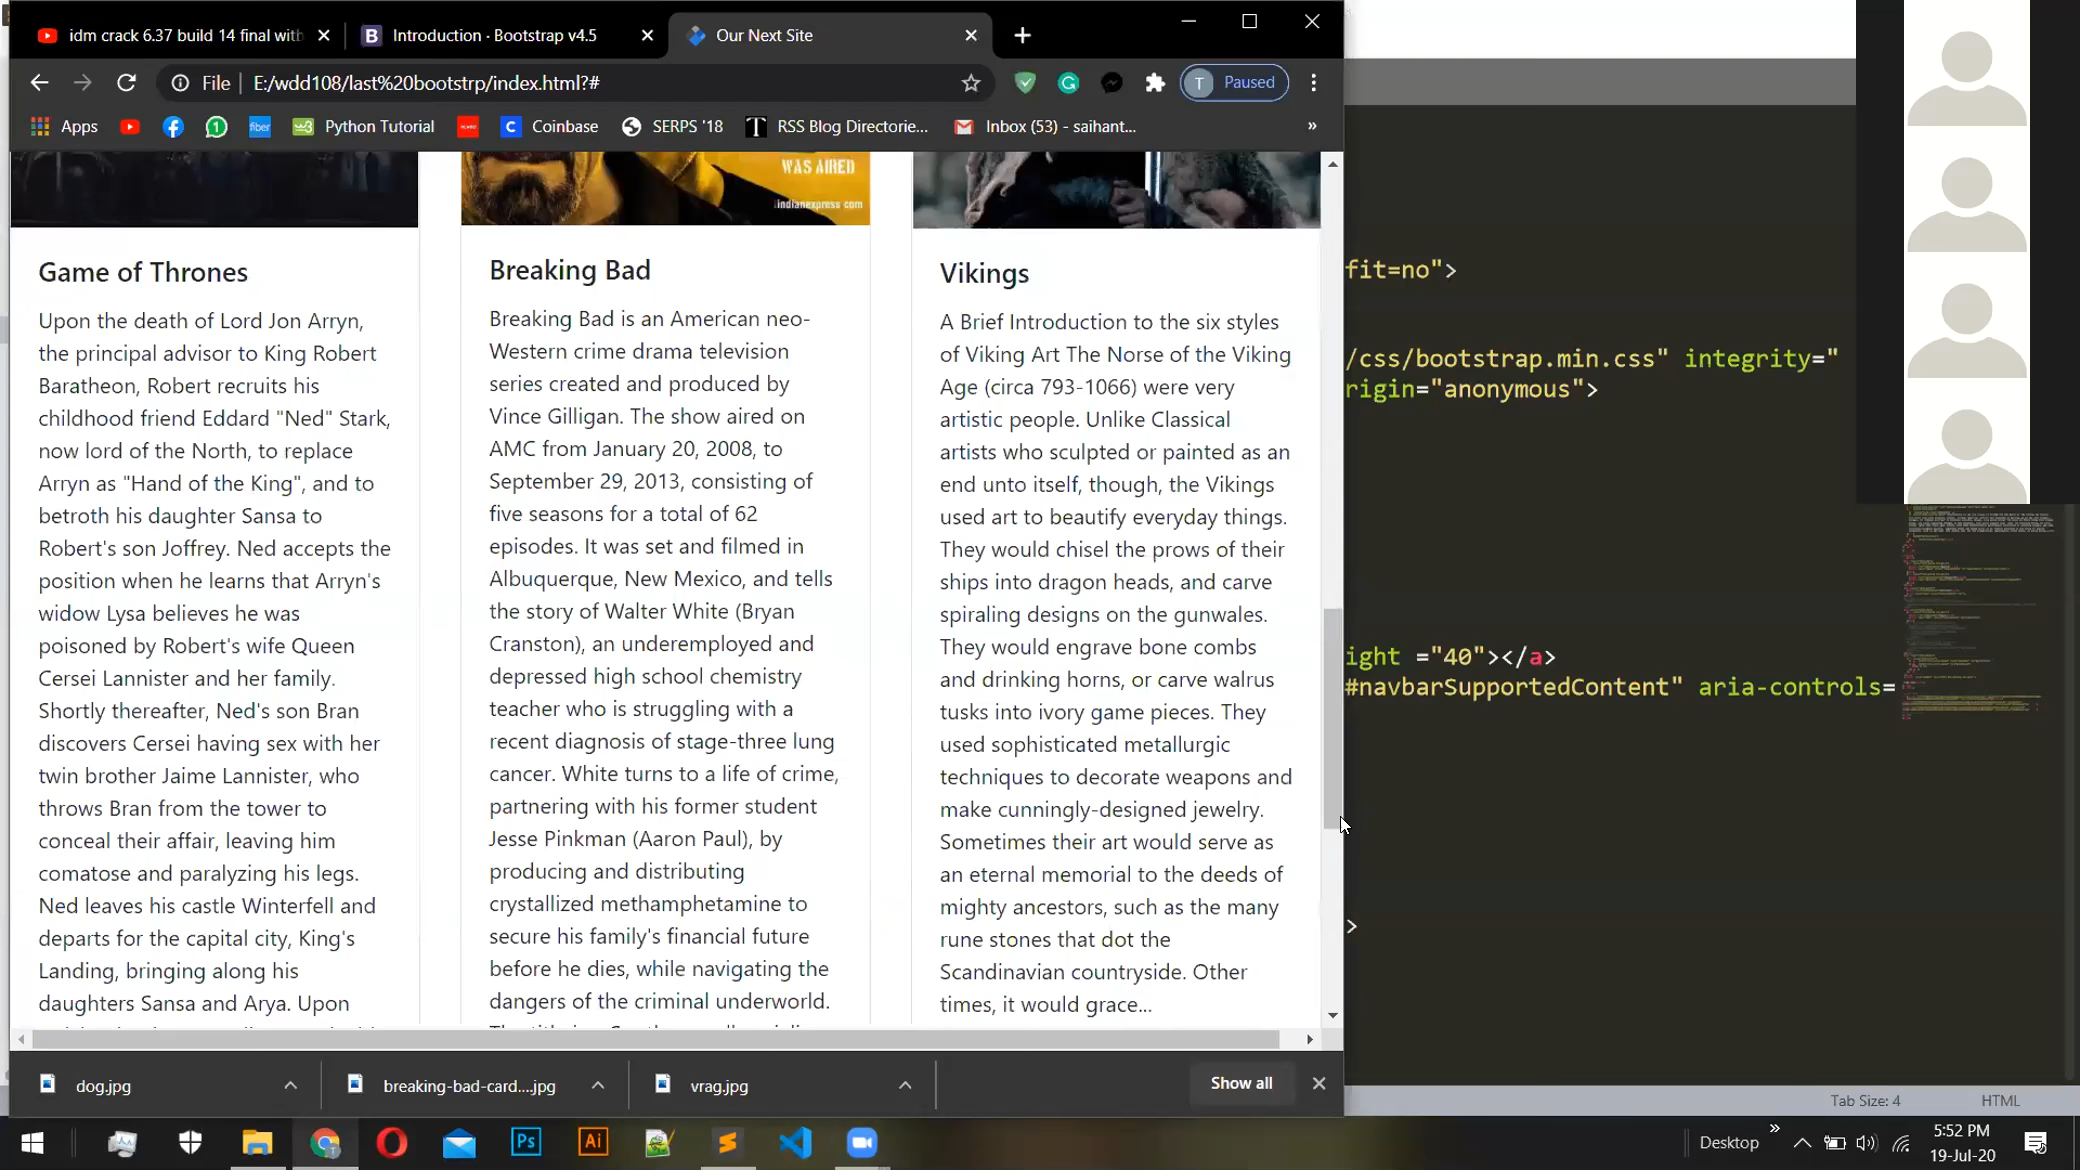 idm crack 6.37 build 14 final with
Introduction · Bootstrap v4.5
Our Next Site
File
E:/wdd108/last%20bootstrp/index.html?#
T
Paused
Apps
fiber
Python Tutorial
Coinbase
SERPS '18
RSS Blog Directorie...
Inbox (53) - saihant...
»
WAS AIRED
indianexpress.com
Game of Thrones
Upon the death of Lord Jon Arryn,
the principal advisor to King Robert
Baratheon, Robert recruits his
childhood friend Eddard "Ned" Stark,
now lord of the North, to replace
Arryn as "Hand of the King", and to
betroth his daughter Sansa to
Robert's son Joffrey. Ned accepts the
position when he learns that Arryn's
widow Lysa believes he was
poisoned by Robert's wife Queen
Cersei Lannister and her family.
Shortly thereafter, Ned's son Bran
discovers Cersei having sex with her
twin brother Jaime Lannister, who
throws Bran from the tower to
conceal their affair, leaving him
comatose and paralyzing his legs.
Ned leaves his castle Winterfell and
departs for the capital city, King's
Landing, bringing along his
daughters Sansa and Arya. Upon
Breaking Bad
Breaking Bad is an American neo-
Western crime drama television
series created and produced by
Vince Gilligan. The show aired on
AMC from January 20, 2008, to
September 29, 2013, consisting of
five seasons for a total of 62
episodes. It was set and filmed in
Albuquerque, New Mexico, and tells
the story of Walter White (Bryan
Cranston), an underemployed and
depressed high school chemistry
teacher who is struggling with a
recent diagnosis of stage-three lung
cancer. White turns to a life of crime,
partnering with his former student
Jesse Pinkman (Aaron Paul), by
producing and distributing
crystallized methamphetamine to
secure his family's financial future
before he dies, while navigating the
dangers of the criminal underworld.
Vikings
A Brief Introduction to the six styles
of Viking Art The Norse of the Viking
Age (circa 793-1066) were very
artistic people. Unlike Classical
artists who sculpted or painted as an
end unto itself, though, the Vikings
used art to beautify everyday things.
They would chisel the prows of their
ships into dragon heads, and carve
spiraling designs on the gunwales.
They would engrave bone combs
and drinking horns, or carve walrus
tusks into ivory game pieces. They
used sophisticated metallurgic
techniques to decorate weapons and
make cunningly-designed jewelry.
Sometimes their art would serve as
an eternal memorial to the deeds of
mighty ancestors, such as the many
rune stones that dot the
Scandinavian countryside. Other
times, it would grace...
fit=no">
/css/bootstrap.min.css" integrity="
rigin="anonymous">
ight ="40"></a>
#navbarSupportedContent" aria-controls=
>
dog.jpg
breaking-bad-card....jpg
vrag.jpg
Show all
Tab Size: 4
HTML
Ps
Ai
Desktop
»
5:52 PM
19-Jul-20